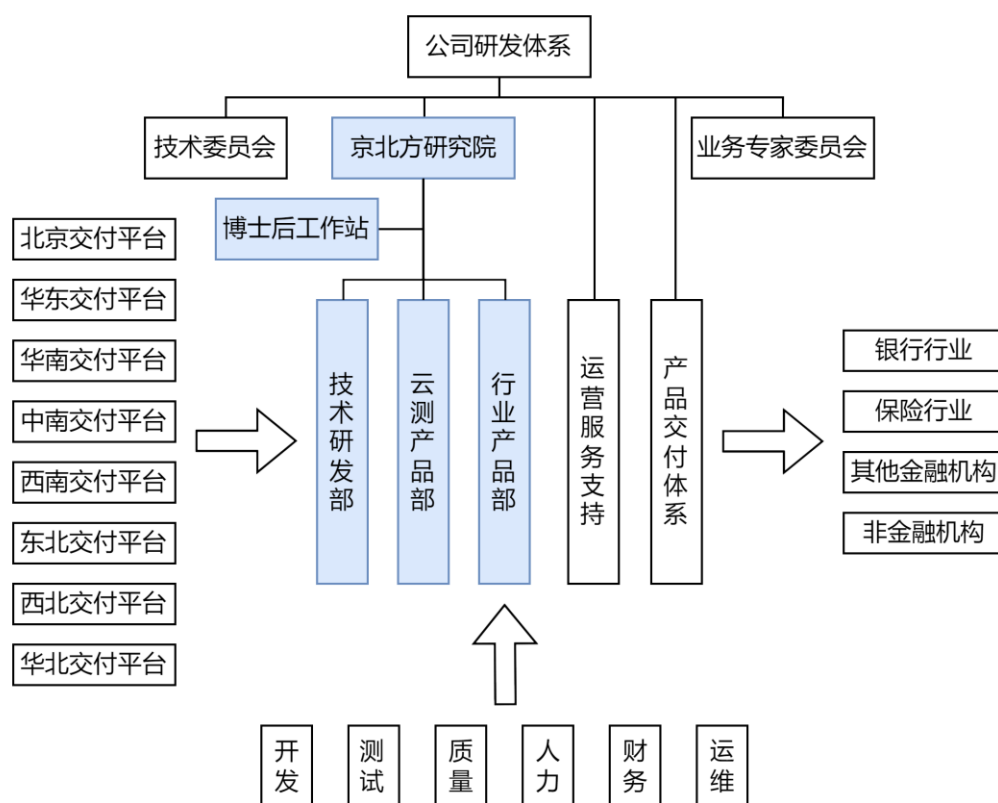 公司研发体系
技术委员会
京北方研究院
业务专家委员会
博士后工作站
北京交付平台
华东交付平台
华南交付平台
中南交付平台
西南交付平台
东北交付平台
西北交付平台
华北交付平台
技术研发部
云测产品部
行业产品部
运营服务支持
产品交付体系
银行行业
保险行业
其他金融机构
非金融机构
开发
测试
质量
人力
财务
运维